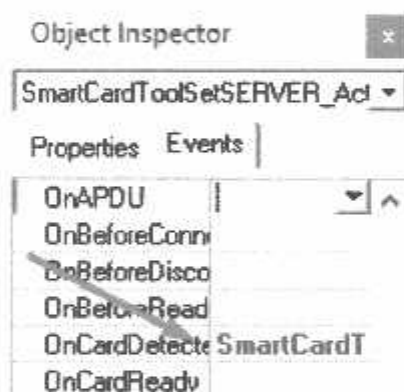 Object Inspector x
SmartCardToolSetSERVER_Act
Properties Events
OnAPDU
OnBeforeConn
OnBeforeDisco
OnBeforeRead
OnCardDetecte SmartCardT
OnCardReady